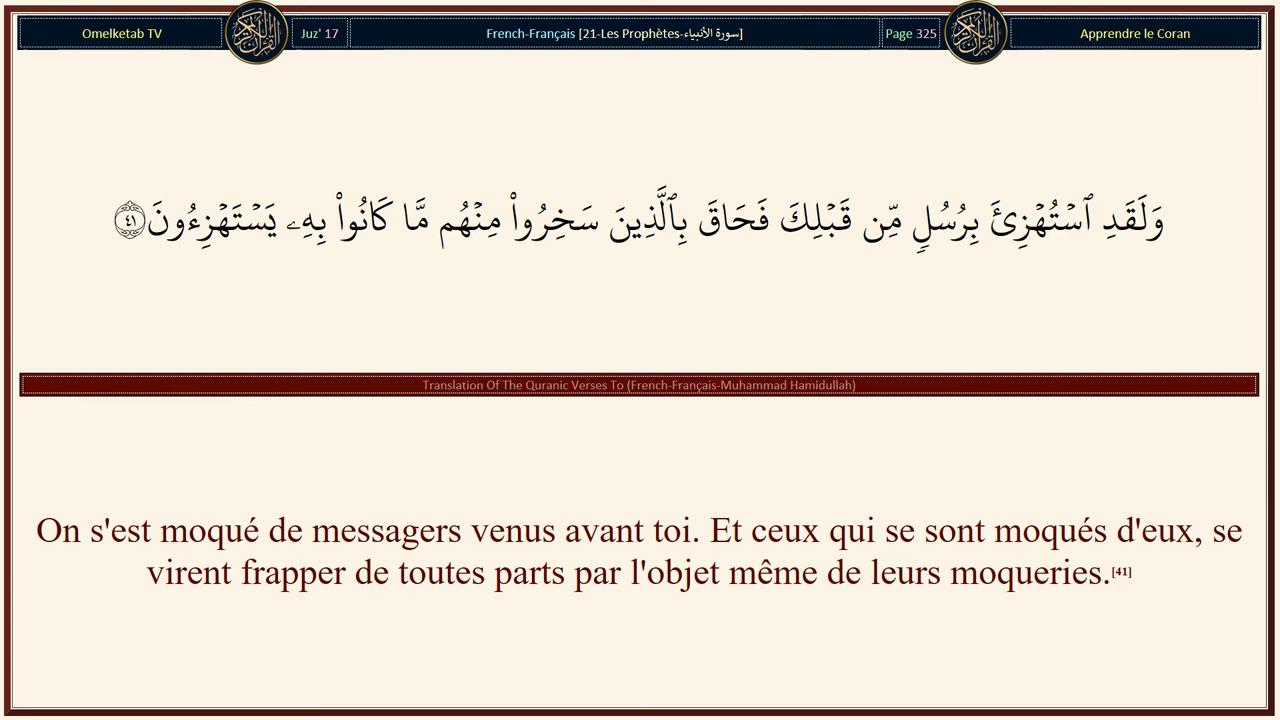 Omelketab TV
Juz' 17
French-Français [21-Les Prophètes-سورة الأنبياء]
Page 325
Apprendre le Coran
وَلَقَدِ ٱسۡتُهۡزِئَ بِرُسُلٖ مِّن قَبۡلِكَ فَحَاقَ بِٱلَّذِينَ سَخِرُواْ مِنۡهُم مَّا كَانُواْ بِهِۦ يَسۡتَهۡزِءُونَ ٤١
Translation Of The Quranic Verses To (French-Français-Muhammad Hamidullah)
On s'est moqué de messagers venus avant toi. Et ceux qui se sont moqués d'eux, se
virent frapper de toutes parts par l'objet même de leurs moqueries.[41]